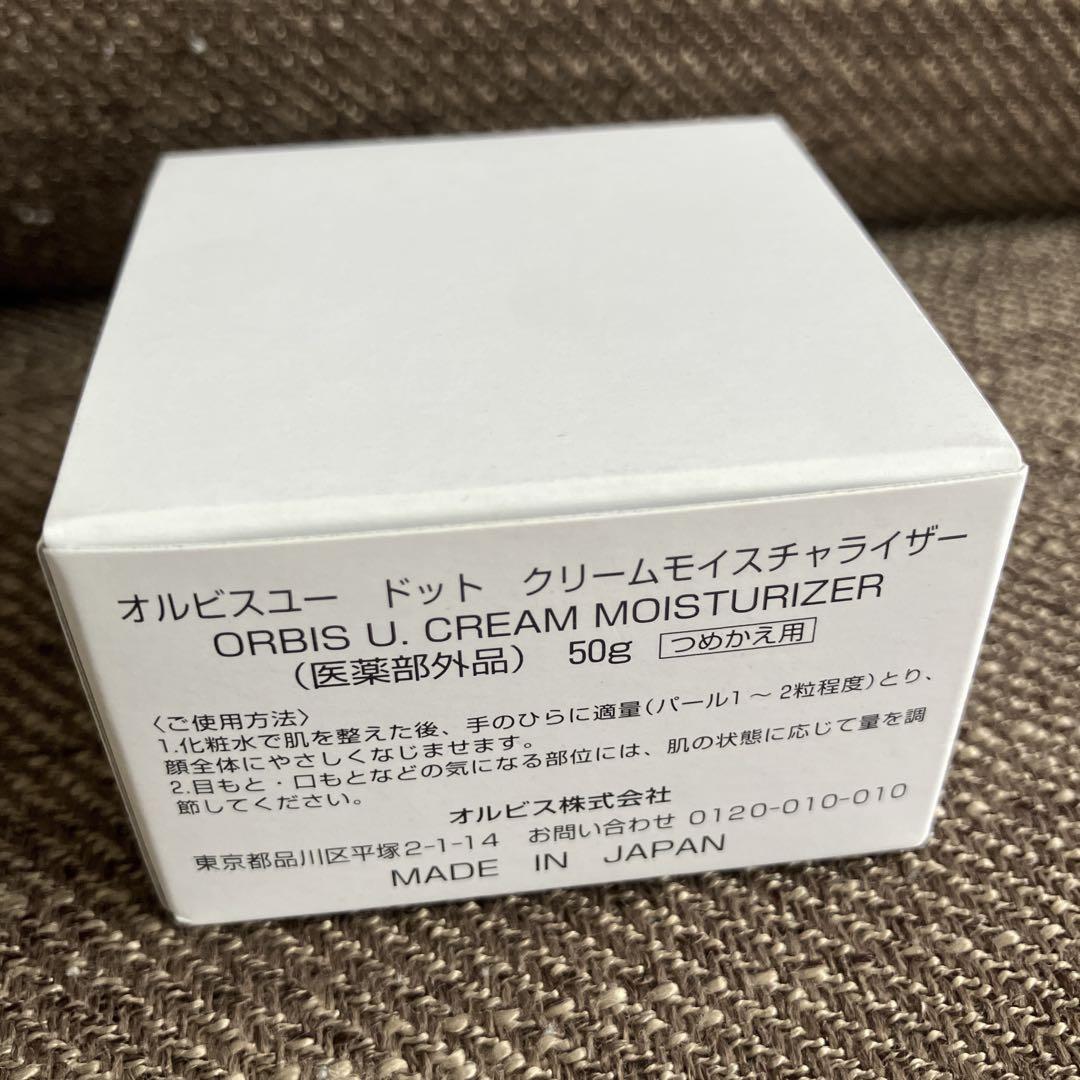 オルビスユー　ドット　クリームモイスチャライザー
ORBIS U. CREAM MOISTURIZER
（医薬部外品）　50g　つめかえ用
〈ご使用方法〉
1.化粧水で肌を整えた後、手のひらに適量(パール1 ～ 2粒程度)とり、
顔全体にやさしくなじませます。
2.目もと・口もとなどの気になる部位には、肌の状態に応じて量を調
節してください。
オルビス株式会社
東京都品川区平塚2-1-14　お問い合わせ 0120-010-010
MADE IN JAPAN